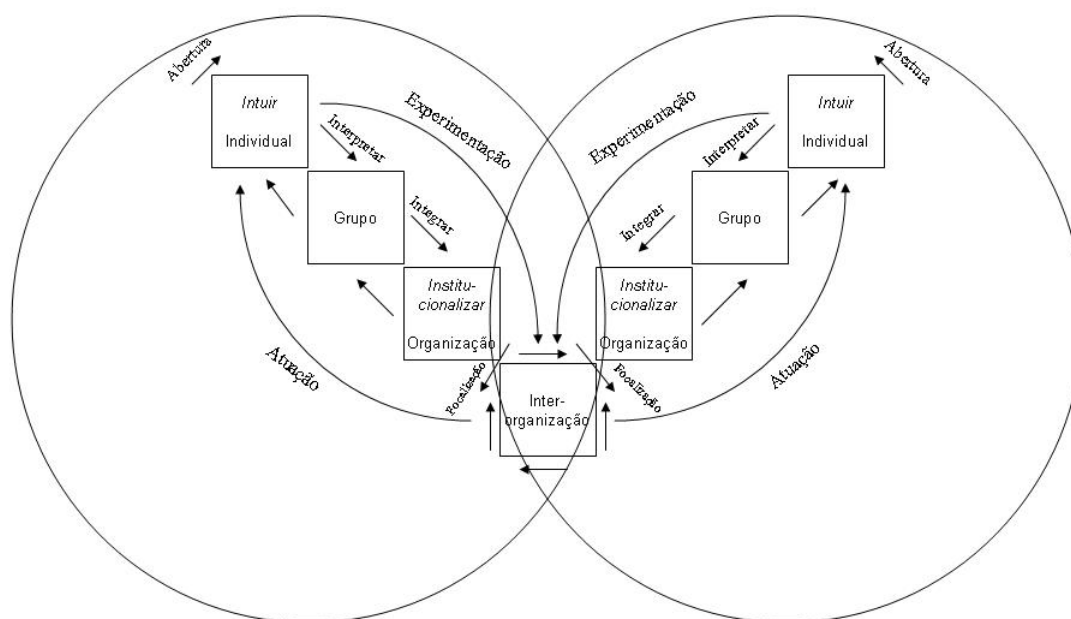 Abertura
Abertura
Intuir
Individual
Experimentação
Experimentação
Intuir
Individual
Interpretar
Interpretar
Grupo
Integrar
Integrar
Grupo
Institu-
cionalizar
Organização
Institu-
cionalizar
Organização
Atuação
Focalização
Focalização
Atuação
Inter-
organização